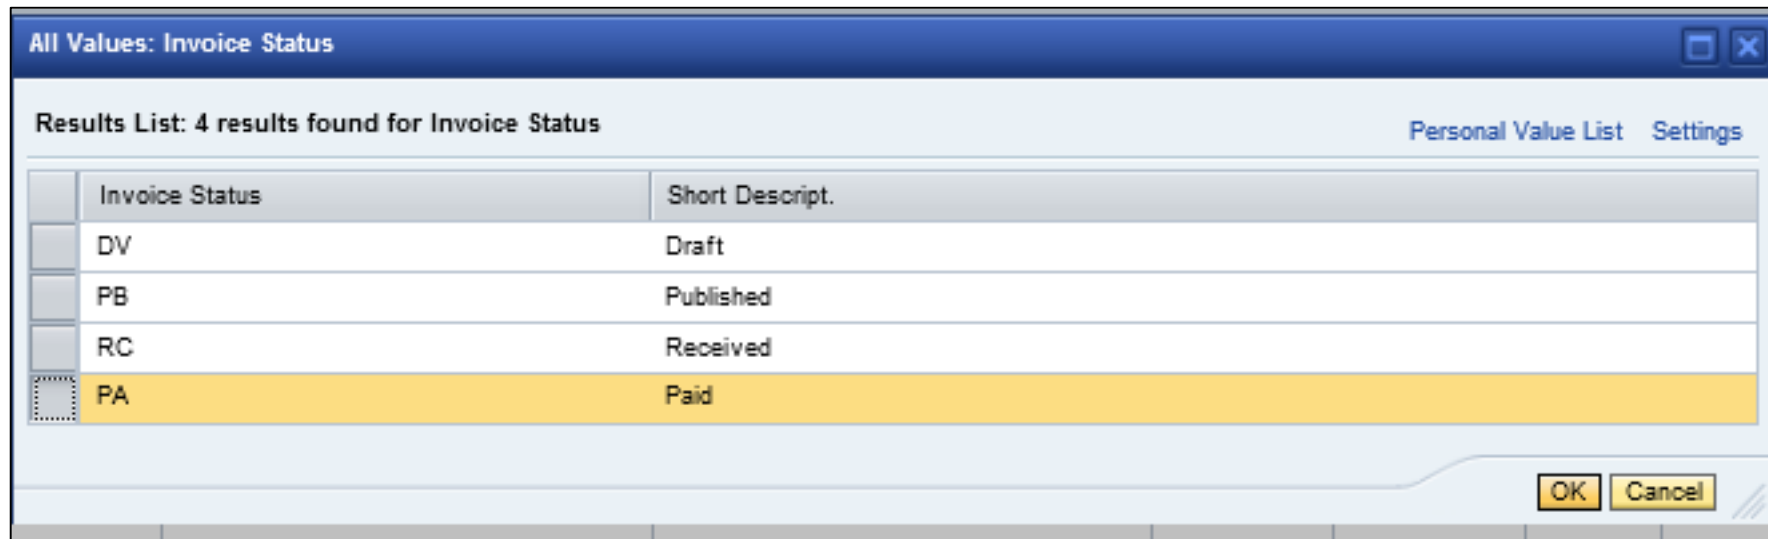 All Values: Invoice Status
Results List: 4 results found for Invoice Status
Personal Value List Settings
Invoice Status Short Descript.
DV Draft
PB Published
RC Received
PA Paid
OK Cancel